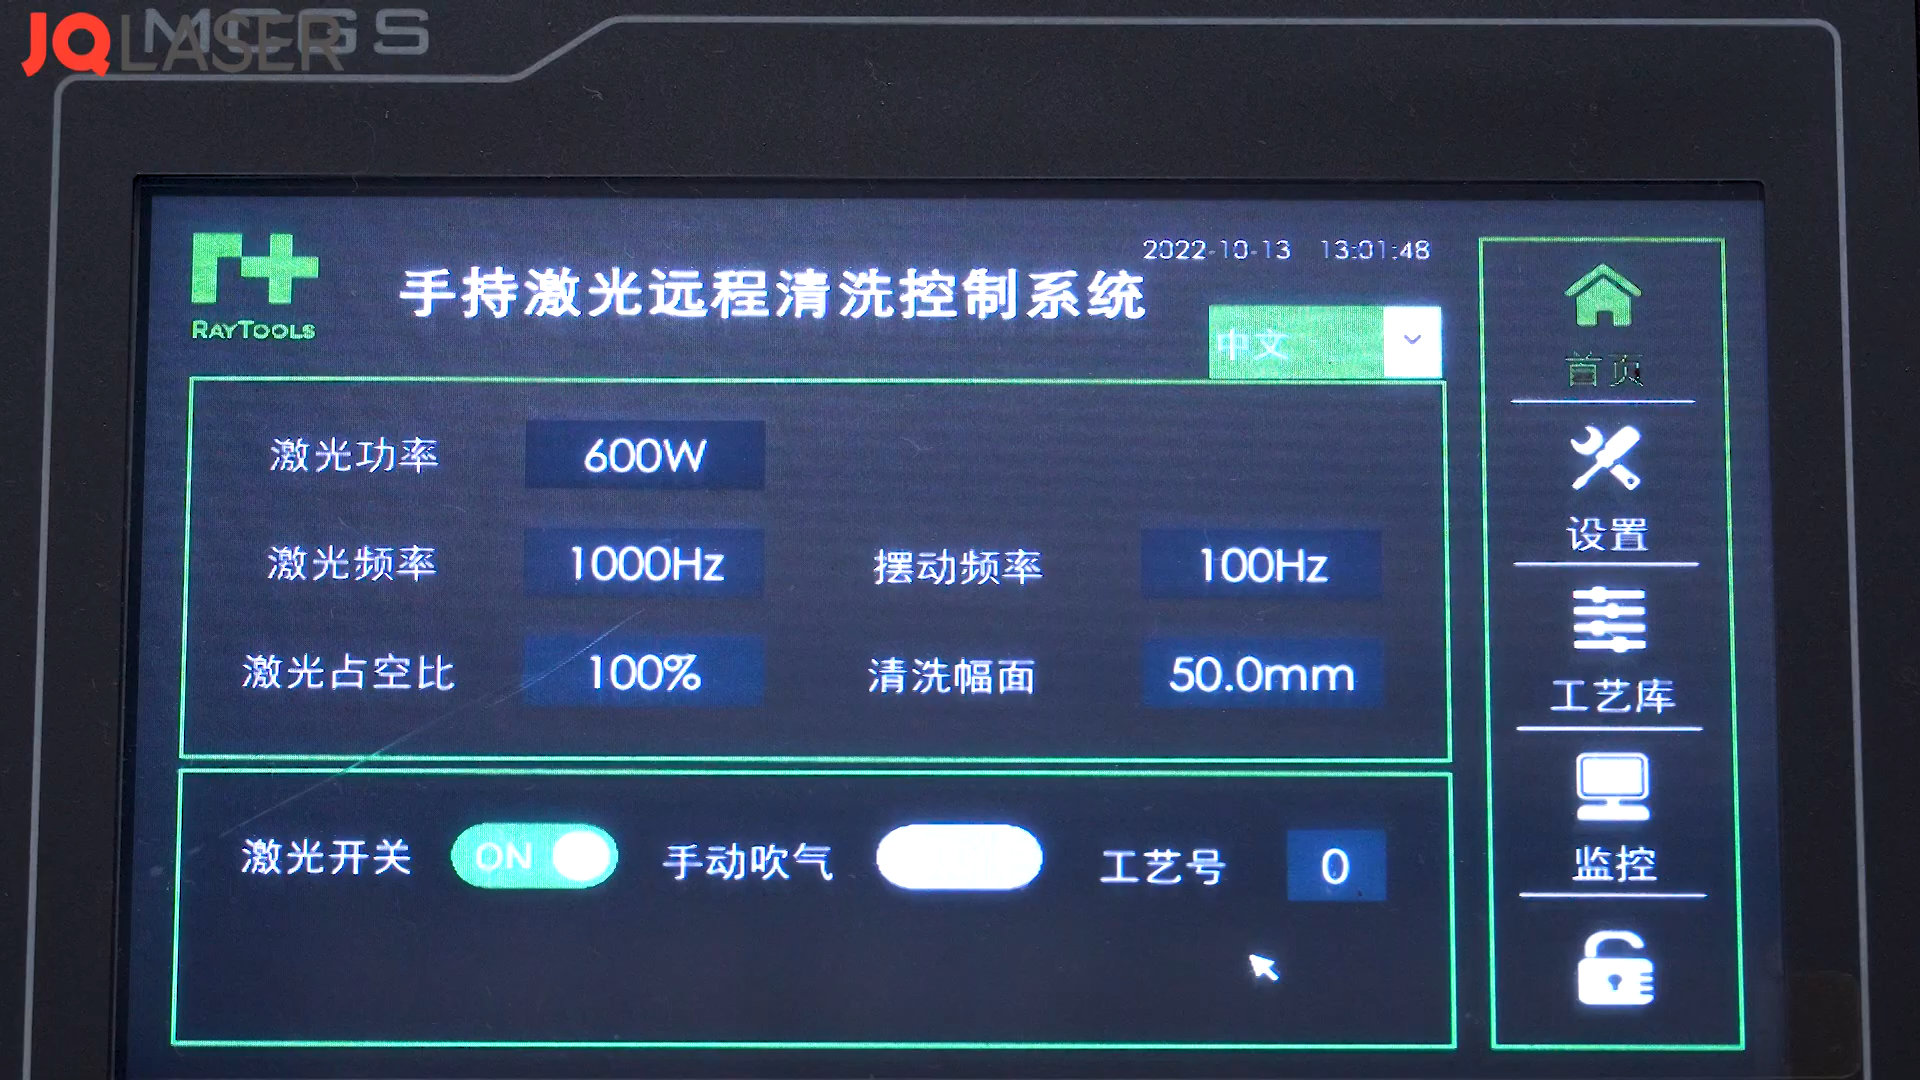 JQLASER
MCGS
RAYTOOLS
手持激光远程清洗控制系统
2022-10-13 13:01:48
中文
激光功率 600W
激光频率 1000Hz 摆动频率 100Hz
激光占空比 100% 清洗幅面 50.0mm
激光开关 ON 手动吹气 工艺号 0
首页
设置
工艺库
监控